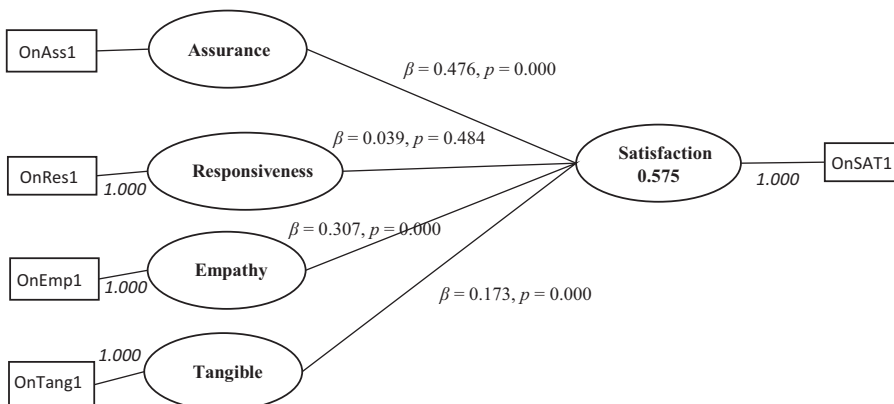 OnAss1
Assurance
β = 0.476, p = 0.000
OnRes1
1.000
Responsiveness
β = 0.039, p = 0.484
Satisfaction
0.575
1.000
OnSAT1
OnEmp1
1.000
Empathy
β = 0.307, p = 0.000
β = 0.173, p = 0.000
OnTang1
1.000
Tangible